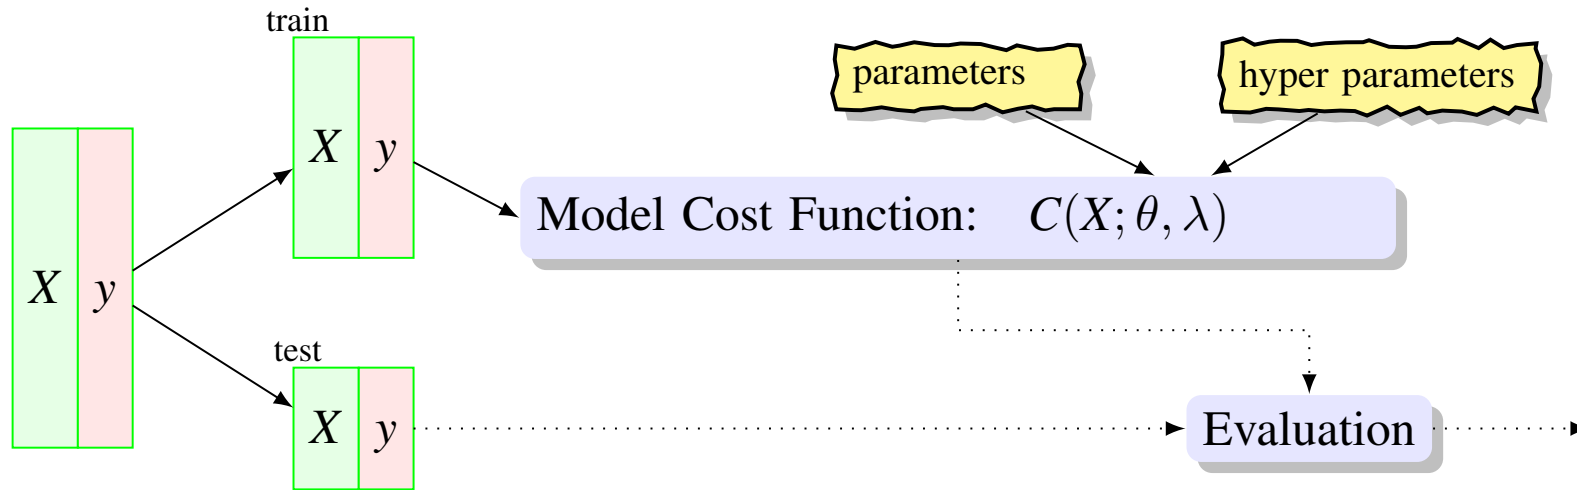 train
parameters
hyper parameters
X y
Model Cost Function: C(X; θ, λ)
X y
test
X y
Evaluation